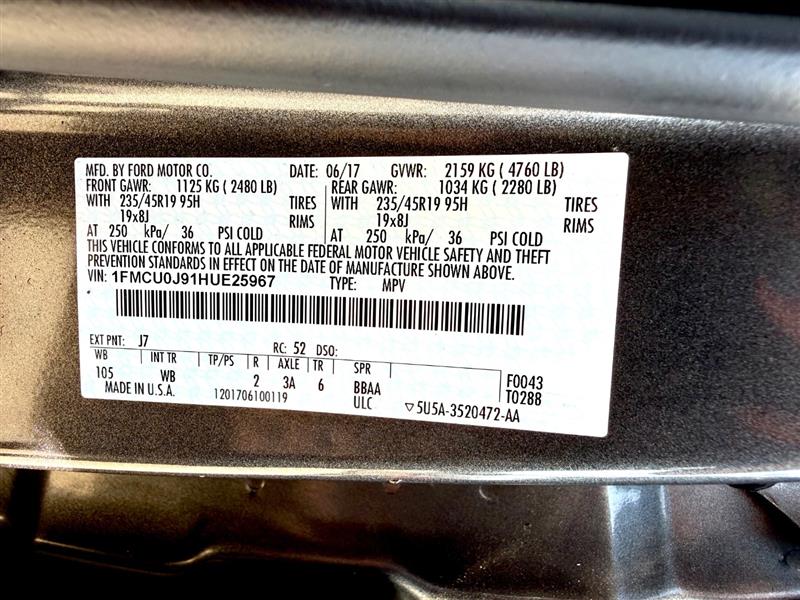 MFD. BY FORD MOTOR CO. DATE: 06/17 GVWR: 2159 KG ( 4760 LB)
FRONT GAWR: 1125 KG ( 2480 LB) REAR GAWR: 1034 KG ( 2280 LB)
WITH 235/45R19 95H TIRES WITH 235/45R19 95H TIRES
19x8J RIMS 19x8J RIMS
AT 250 kPa/ 36 PSI COLD AT 250 kPa/ 36 PSI COLD
THIS VEHICLE CONFORMS TO ALL APPLICABLE FEDERAL MOTOR VEHICLE SAFETY AND THEFT
PREVENTION STANDARDS IN EFFECT ON THE DATE OF MANUFACTURE SHOWN ABOVE.
VIN: 1FMCU0J91HUE25967 TYPE: MPV
EXT PNT: J7 RC: 52 DSO:
WB INT TR TP/PS R AXLE TR SPR F0043
105 WB 2 3A 6 BBAA T0288
MADE IN U.S.A. 1201706100119 ULC ▽5U5A-3520472-AA